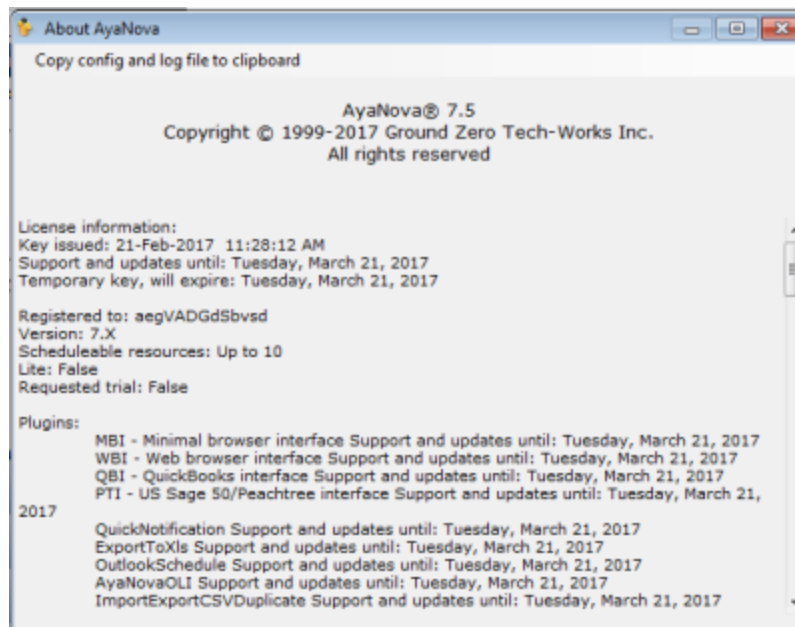 About AyaNova
Copy config and log file to clipboard
AyaNova® 7.5
Copyright © 1999-2017 Ground Zero Tech-Works Inc.
All rights reserved
License information:
Key issued: 21-Feb-2017 11:28:12 AM
Support and updates until: Tuesday, March 21, 2017
Temporary key, will expire: Tuesday, March 21, 2017
Registered to: aegVADGdSbvsd
Version: 7.X
Scheduleable resources: Up to 10
Lite: False
Requested trial: False
Plugins:
MBI - Minimal browser interface Support and updates until: Tuesday, March 21, 2017
WBI - Web browser interface Support and updates until: Tuesday, March 21, 2017
QBI - QuickBooks interface Support and updates until: Tuesday, March 21, 2017
PTI - US Sage 50/Peachtree interface Support and updates until: Tuesday, March 21,
2017
QuickNotification Support and updates until: Tuesday, March 21, 2017
ExportToXls Support and updates until: Tuesday, March 21, 2017
OutlookSchedule Support and updates until: Tuesday, March 21, 2017
AyaNovaOLI Support and updates until: Tuesday, March 21, 2017
ImportExportCSVDuplicate Support and updates until: Tuesday, March 21, 2017